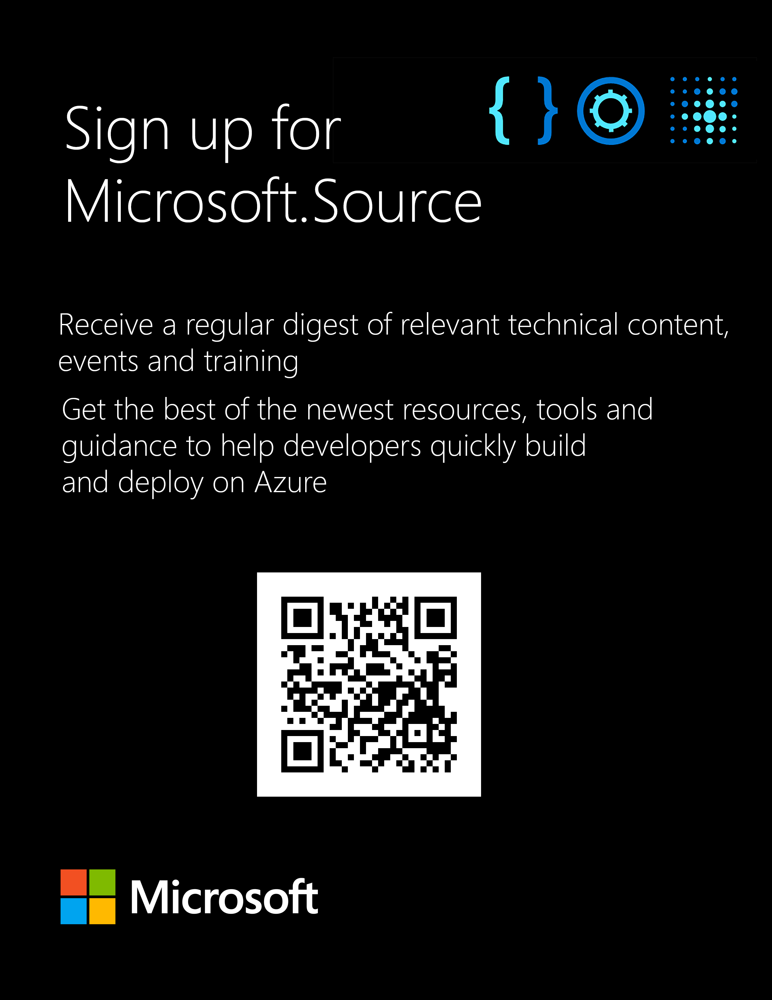 Sign up for
Microsoft.Source
Receive a regular digest of relevant technical content,
events and training
Get the best of the newest resources, tools and
guidance to help developers quickly build
and deploy on Azure
Microsoft